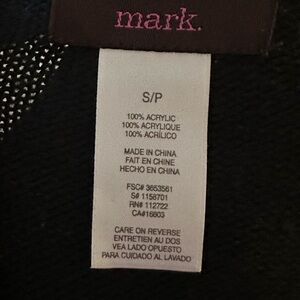 mark.
S/P
100% ACRYLIC
100% ACRYLIQUE
100% ACRÍLICO
MADE IN CHINA
FAIT EN CHINE
HECHO EN CHINA
FSC# 3653561
S# 1158701
RN# 112722
CA#16603
CARE ON REVERSE
ENTRETIEN AU DOS
VEA LADO OPUESTO
PARA CUIDADO AL LAVADO